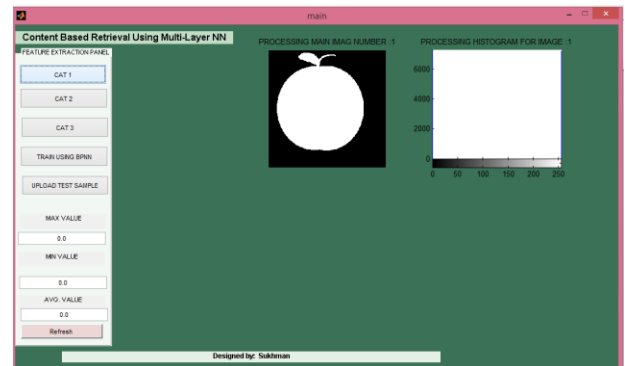 main
Content Based Retrieval Using Multi-Layer NN
FEATURE EXTRACTION PANEL
CAT 1
CAT 2
CAT 3
TRAIN USING BPNN
UPLOAD TEST SAMPLE
MAX VALUE
0.0
MIN VALUE
0.0
AVG. VALUE
0.0
Refresh
PROCESSING MAIN IMAG NUMBER :1
PROCESSING HISTOGRAM FOR IMAGE :1
6000
4000
2000
0
0 50 100 150 200 250
Designed by: Sukhman